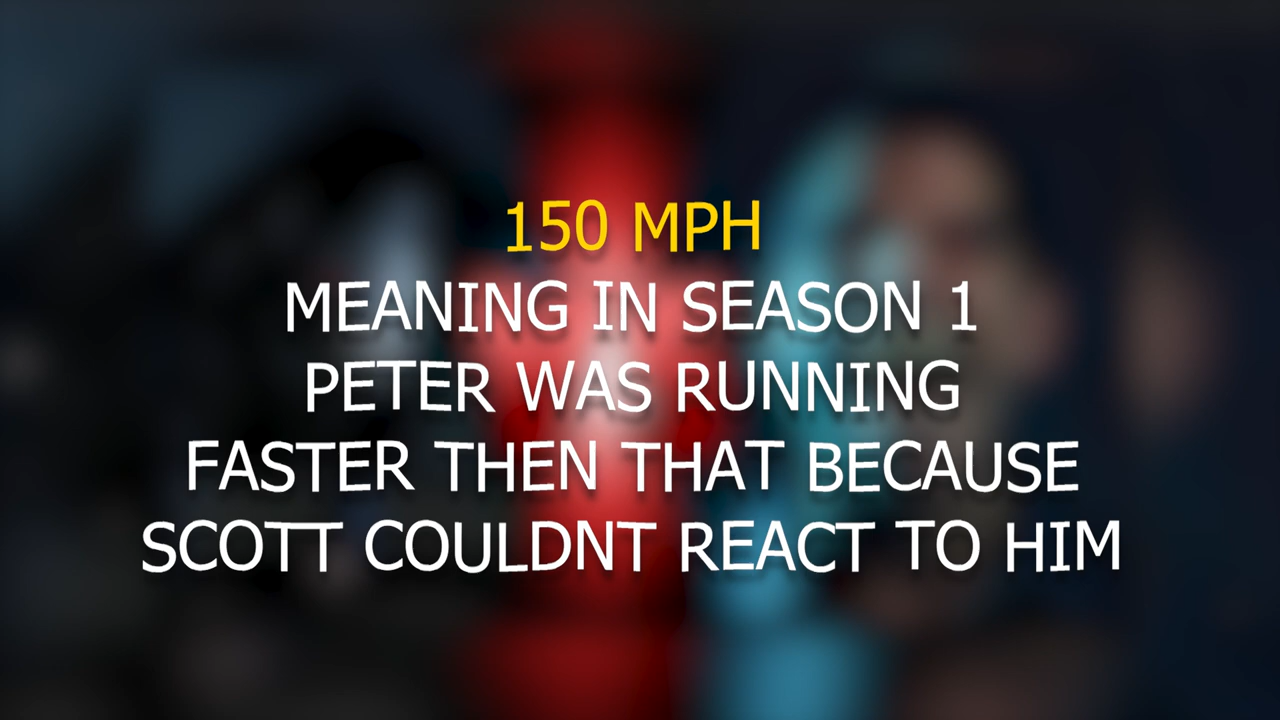 150 MPH
MEANING IN SEASON 1
PETER WAS RUNNING
FASTER THEN THAT BECAUSE
SCOTT COULDNT REACT TO HIM